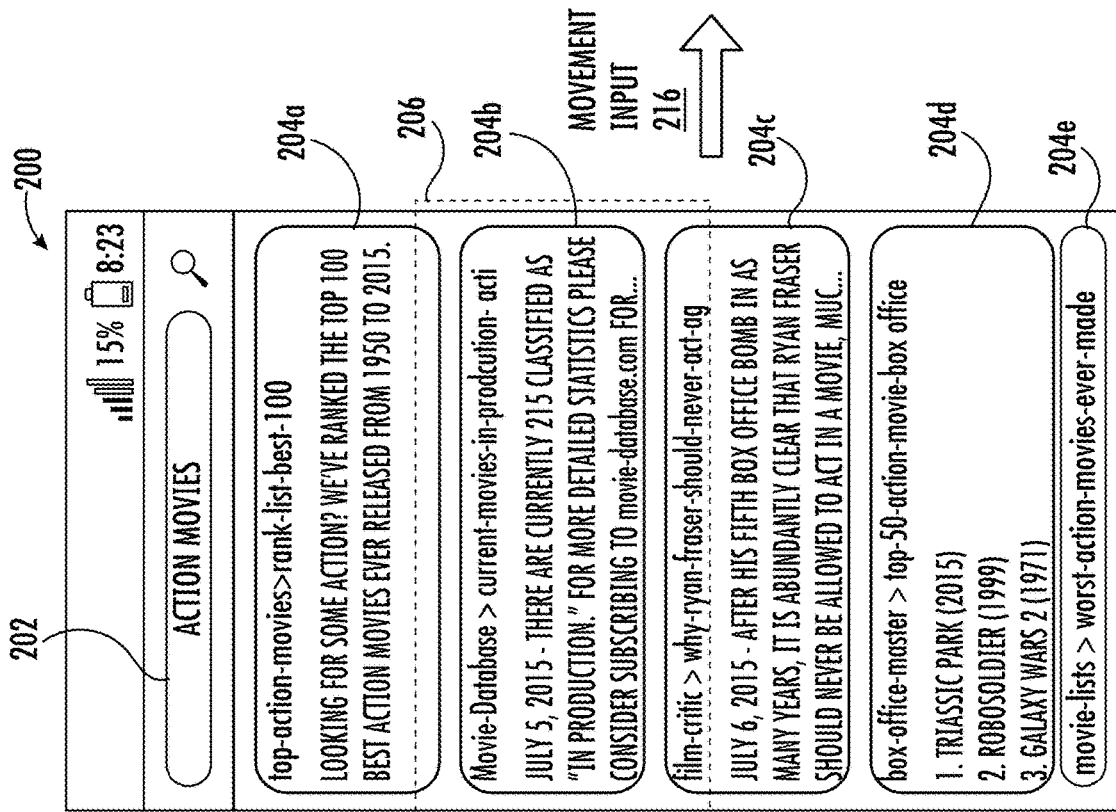 200
15% 8:23
202
ACTION MOVIES
204a
top-action-movies>rank-list-best-100
LOOKING FOR SOME ACTION? WE'VE RANKED THE TOP 100
BEST ACTION MOVIES EVER RELEASED FROM 1950 TO 2015.
206
204b
Movie-Database > current-movies-in-prodcution- acti
JULY 5, 2015 - THERE ARE CURRENTLY 215 CLASSIFIED AS
"IN PRODUCTION." FOR MORE DETAILED STATISTICS PLEASE
CONSIDER SUBSCRIBING TO movie-database.com FOR...
MOVEMENT
INPUT
216
204c
film-critic > why-ryan-fraser-should-never-act-ag
JULY 6, 2015 - AFTER HIS FIFTH BOX OFFICE BOMB IN AS
MANY YEARS, IT IS ABUNDANTLY CLEAR THAT RYAN FRASER
SHOULD NEVER BE ALLOWED TO ACT IN A MOVIE, MUC...
204d
box-office-master > top-50-action-movie-box office
1. TRIASSIC PARK (2015)
2. ROBOSOLDIER (1999)
3. GALAXY WARS 2 (1971)
204e
movie-lists > worst-action-movies-ever-made